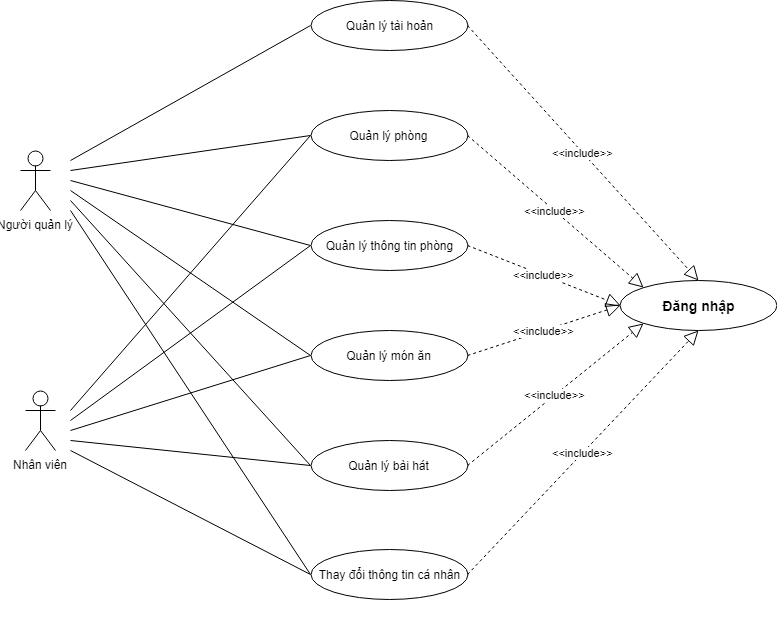 Quản lý tài hoản
Quản lý phòng
<<include>>
<<include>>
Người quản lý
Quản lý thông tin phòng
<<include>>
Đăng nhập
<<include>>
Quản lý món ăn
<<include>>
Nhân viên
Quản lý bài hát
<<include>>
Thay đổi thông tin cá nhân